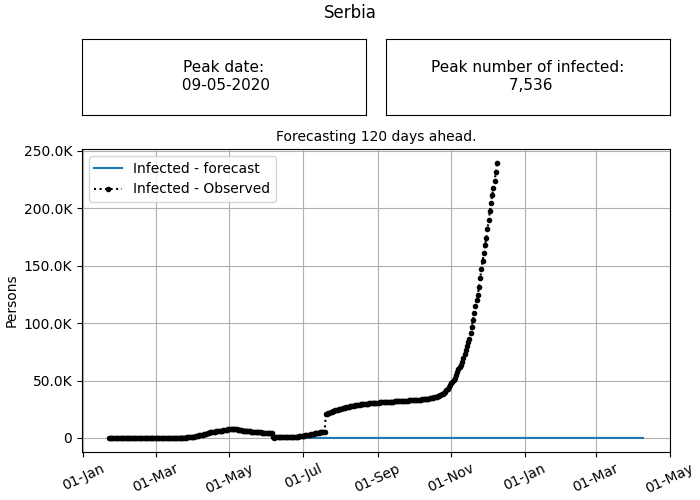 Serbia
Peak date:
09-05-2020
Peak number of infected:
7,536
Forecasting 120 days ahead.
Infected - forecast
Infected - Observed
Persons
250.0K
200.0K
150.0K
100.0K
50.0K
0
01-Jan
01-Mar
01-May
01-Jul
01-Sep
01-Nov
01-Jan
01-Mar
01-May